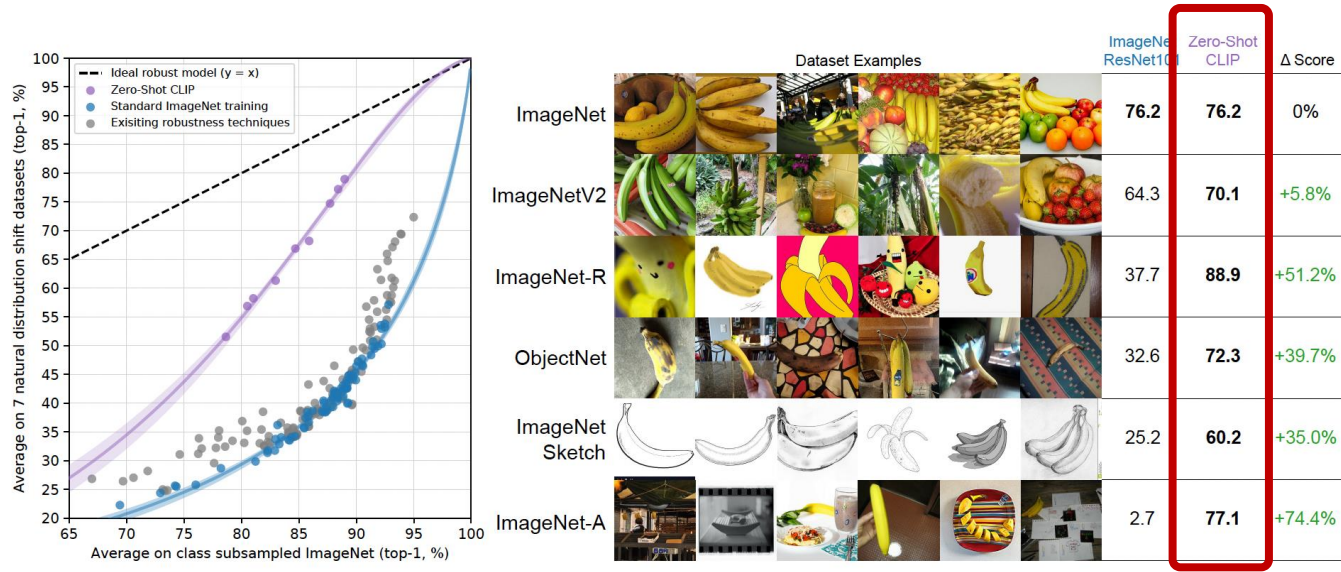 100
95
90
85
80
75
70
65
60
55
50
45
40
35
30
25
20
65
70
75
80
85
90
95
100
Average on 7 natural distribution shift datasets (top-1, %)
Average on class subsampled ImageNet (top-1, %)
Ideal robust model (y = x)
Zero-Shot CLIP
Standard ImageNet training
Exisiting robustness techniques
Dataset Examples
ImageNe
ResNet101
Zero-Shot
CLIP
Δ Score
ImageNet
76.2
76.2
0%
ImageNetV2
64.3
70.1
+5.8%
ImageNet-R
37.7
88.9
+51.2%
ObjectNet
32.6
72.3
+39.7%
ImageNet
Sketch
25.2
60.2
+35.0%
ImageNet-A
2.7
77.1
+74.4%